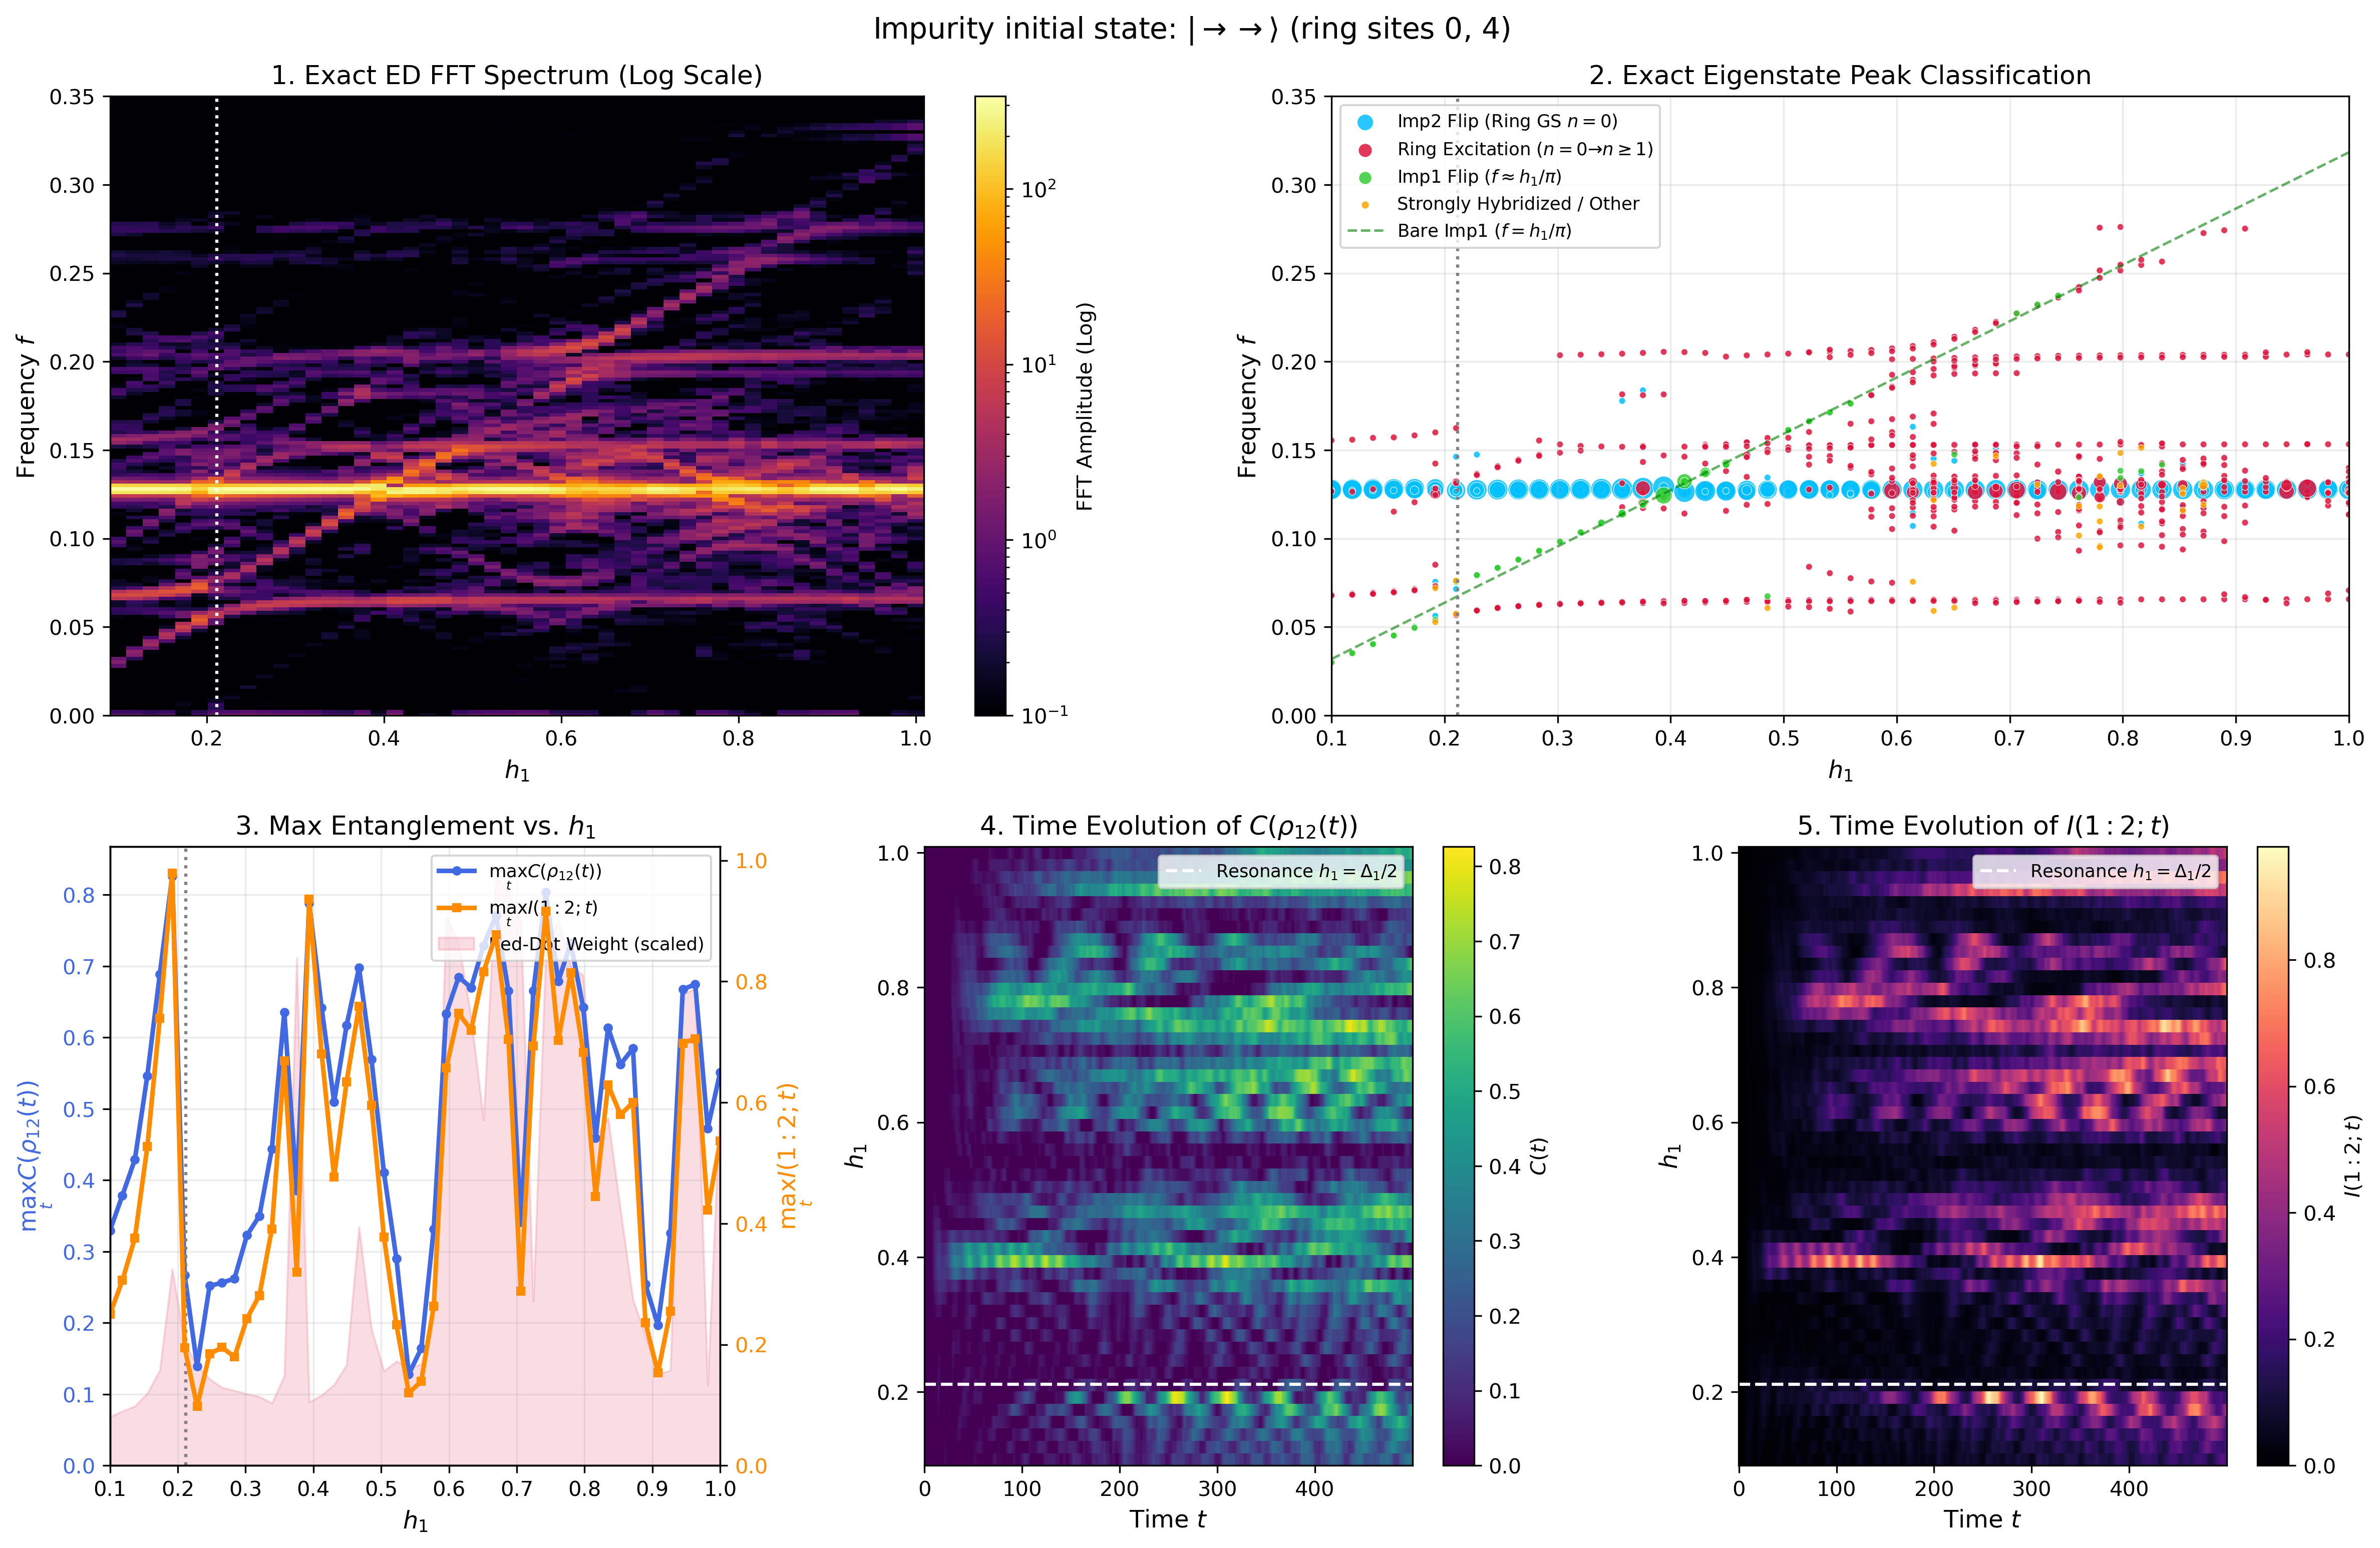 Impurity initial state: |→→⟩ (ring sites 0, 4)
1. Exact ED FFT Spectrum (Log Scale)
0.35
0.30
0.25
0.20
0.15
0.10
0.05
0.00
Frequency f
0.2
0.4
0.6
0.8
1.0
h₁
10²
10¹
10⁰
10⁻¹
FFT Amplitude (Log)
2. Exact Eigenstate Peak Classification
Imp2 Flip (Ring GS n = 0)
Ring Excitation (n = 0→n ≥ 1)
Imp1 Flip (f ≈ h₁/π)
Strongly Hybridized / Other
Bare Imp1 (f = h₁/π)
0.35
0.30
0.25
0.20
0.15
0.10
0.05
0.00
Frequency f
0.1
0.2
0.3
0.4
0.5
0.6
0.7
0.8
0.9
1.0
h₁
3. Max Entanglement vs. h₁
max C(ρ₁₂(t))
t
max I(1 : 2; t)
t
Red-Dot Weight (scaled)
0.8
0.7
0.6
0.5
0.4
0.3
0.2
0.1
0.0
max C(ρ₁₂(t))
t
1.0
0.8
0.6
0.4
0.2
0.0
max I(1 : 2; t)
t
0.1
0.2
0.3
0.4
0.5
0.6
0.7
0.8
0.9
1.0
h₁
4. Time Evolution of C(ρ₁₂(t))
Resonance h₁ = Δ₁/2
1.0
0.8
0.6
0.4
0.2
h₁
0
100
200
300
400
Time t
0.8
0.7
0.6
0.5
0.4
0.3
0.2
0.1
0.0
C(t)
5. Time Evolution of I(1 : 2; t)
Resonance h₁ = Δ₁/2
1.0
0.8
0.6
0.4
0.2
h₁
0
100
200
300
400
Time t
0.8
0.6
0.4
0.2
0.0
I(1 : 2; t)